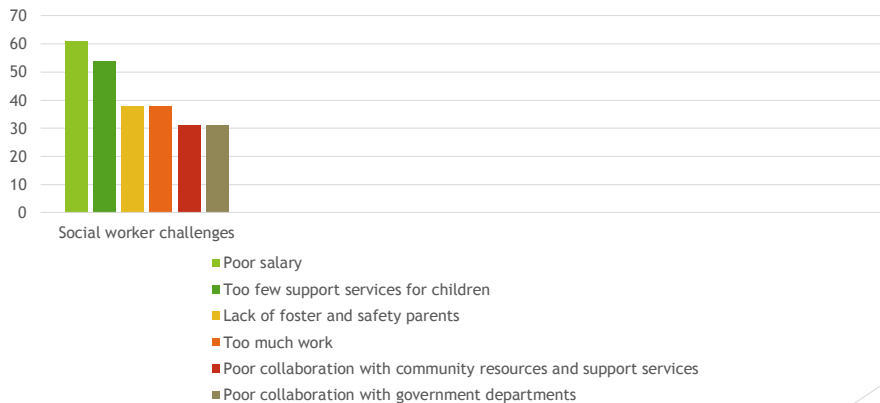 70
60
50
40
30
20
10
0
Social worker challenges
Poor salary
Too few support services for children
Lack of foster and safety parents
Too much work
Poor collaboration with community resources and support services
Poor collaboration with government departments